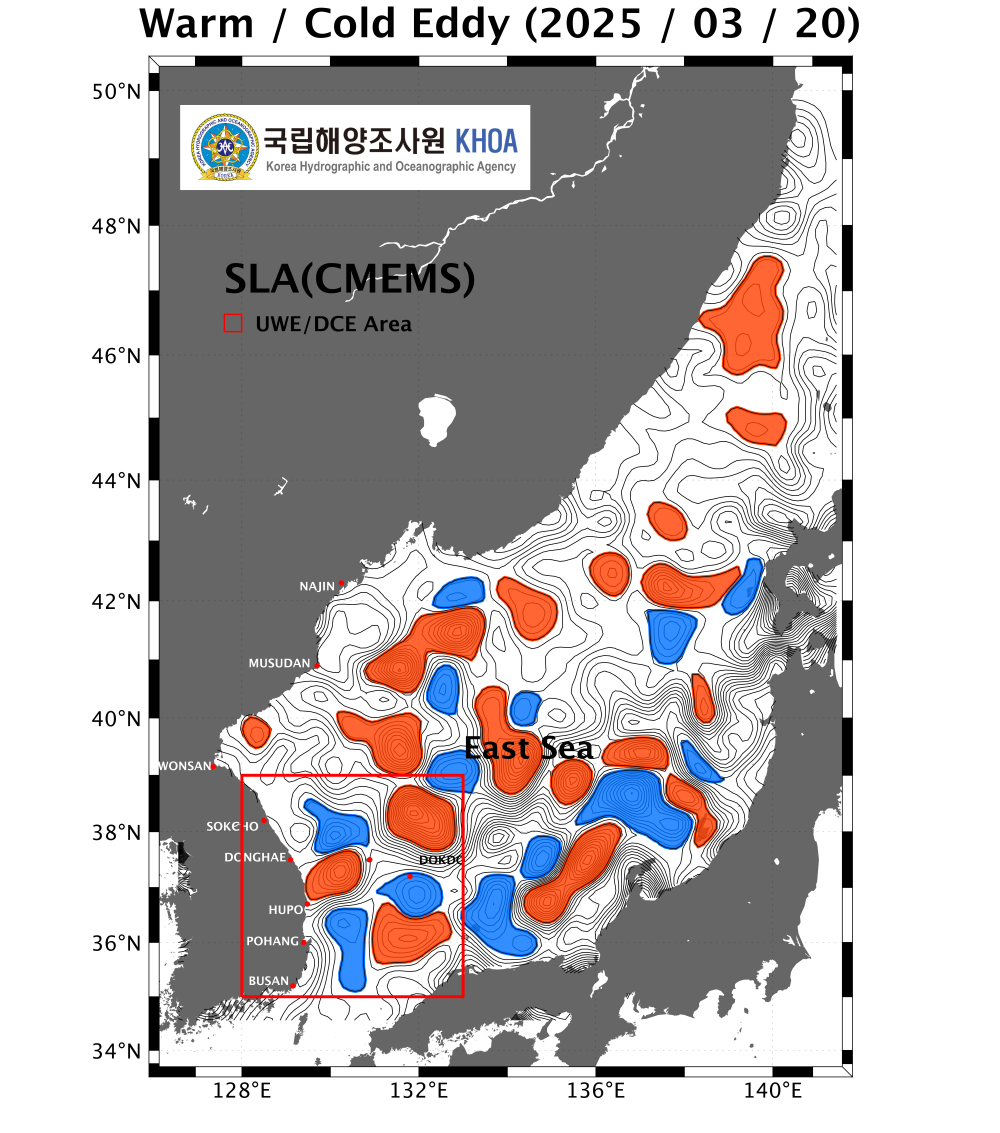 Warm / Cold Eddy (2025 / 03 / 20)
50°N
국립해양조사원 KHOA
Korea Hydrographic and Oceanographic Agency
48°N
SLA(CMEMS)
UWE/DCE Area
46°N
44°N
NAJIN
42°N
MUSUDAN
40°N
East Sea
WONSAN
SOKCHO
38°N
DONGHAE
DOKDO
HUPO
36°N
POHANG
BUSAN
34°N
128°E 132°E 136°E 140°E